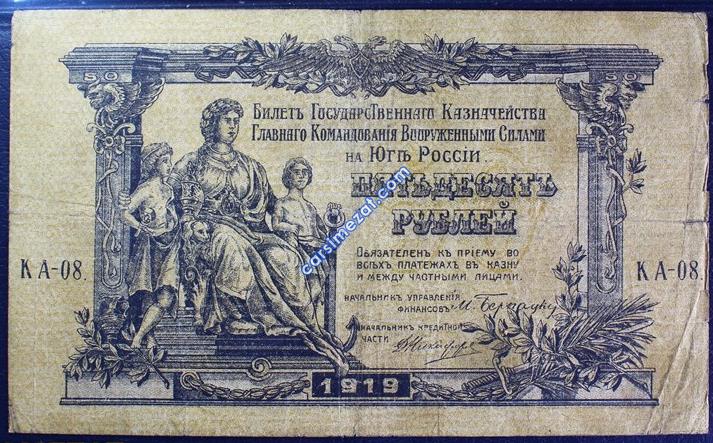 50
50
Билетъ Государственнаго Казначейства
Главнаго Командованія Вооруженными Силами
на Югѣ Россіи.
ПЯТЬДЕСЯТЪ
РУБЛЕЙ
Обязателенъ къ пріему во
всѣхъ платежахъ въ казну
и между частными лицами.
КА-08.
КА-08.
Начальникъ управленія
финансовъ
Начальникъ кредитной
части
1919
carsimezat.com